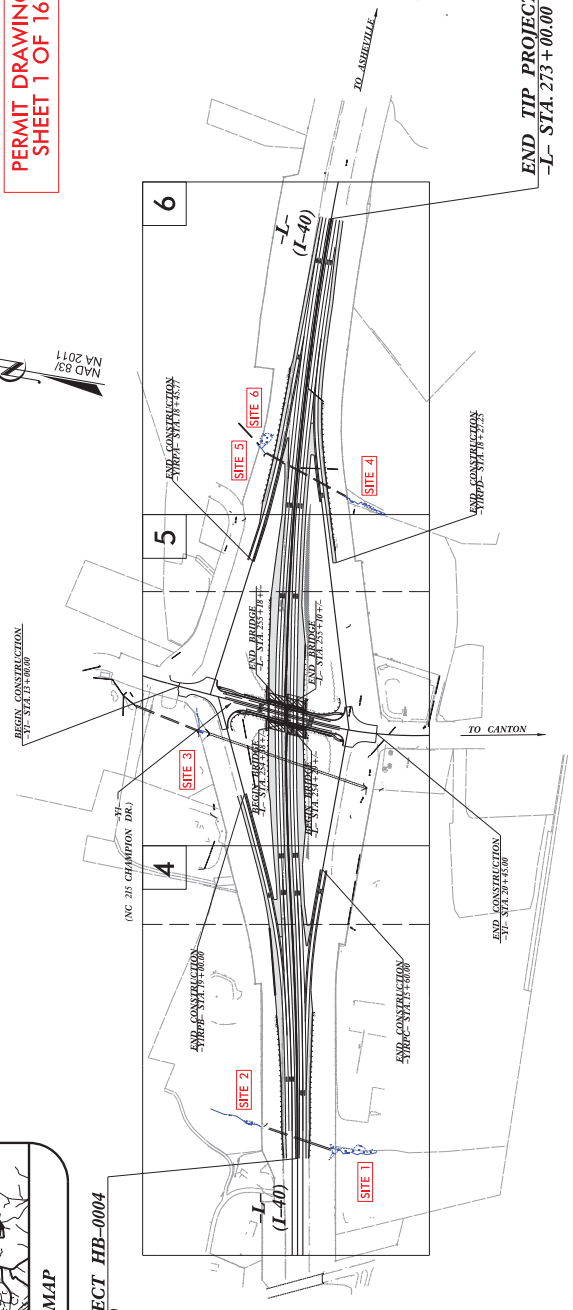 PERMIT DRAWING
SHEET 1 OF 16
TO ASHEVILLE
END TIP PROJECT
-L- STA. 273+00.00
6
-L-
(I-40)
NAD 83/
NA 2011
END CONSTRUCTION
-Y1RPA- STA. 18+45.77
SITE 6
SITE 5
SITE 4
END CONSTRUCTION
-Y1RPD- STA. 18+27.25
5
BEGIN CONSTRUCTION
-Y1- STA. 13+00.00
END BRIDGE
-L- STA. 255+18 +/-
END BRIDGE
-L- STA. 255+10 +/-
BEGIN BRIDGE
BEGIN BRIDGE
-L- STA. 254+20 +/-
TO CANTON
SITE 3
-Y1-
(NC 215 CHAMPION DR.)
4
END CONSTRUCTION
-Y1- STA. 20+45.00
END CONSTRUCTION
-Y1RPB- STA. 19+00.00
END CONSTRUCTION
-Y1RPC- STA. 15+60.00
SITE 2
SITE 1
-L-
(I-40)
ECT HB-0004
MAP